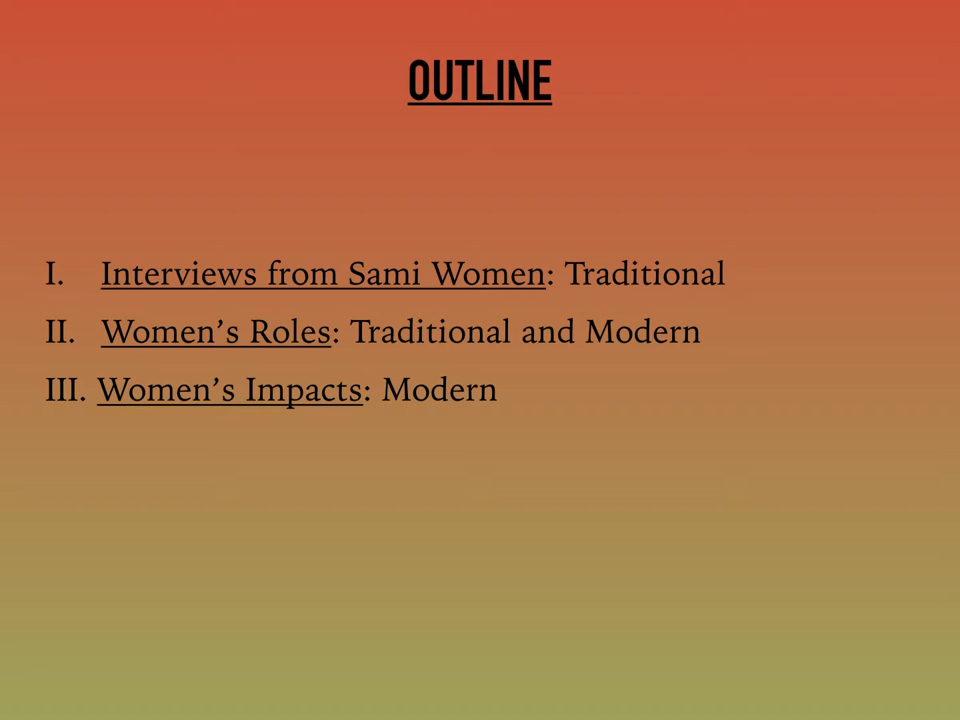 OUTLINE
I. Interviews from Sami Women: Traditional
II. Women’s Roles: Traditional and Modern
III. Women’s Impacts: Modern